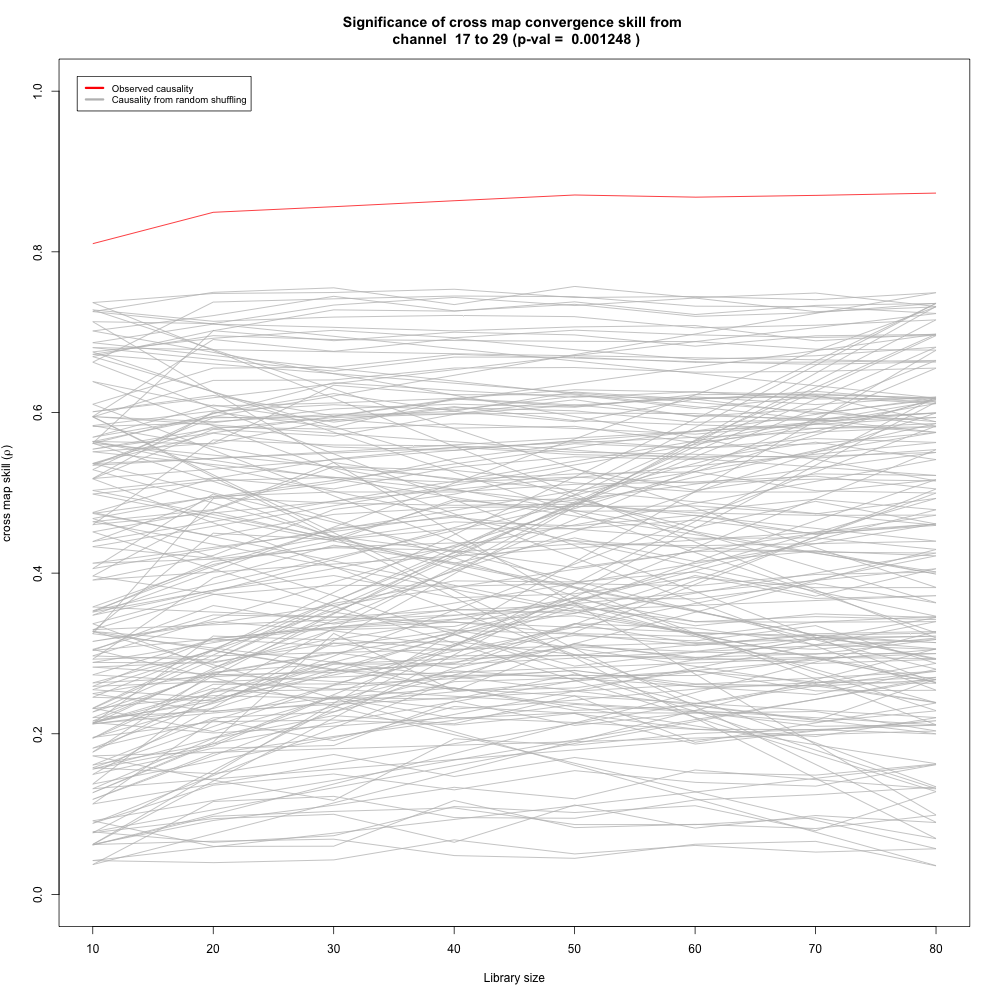 Significance of cross map convergence skill from
channel  17 to 29 (p-val =  0.001248 )
Observed causality
Causality from random shuffling
1.0
0.8
0.6
0.4
0.2
0.0
cross map skill (ρ)
10 20 30 40 50 60 70 80
Library size